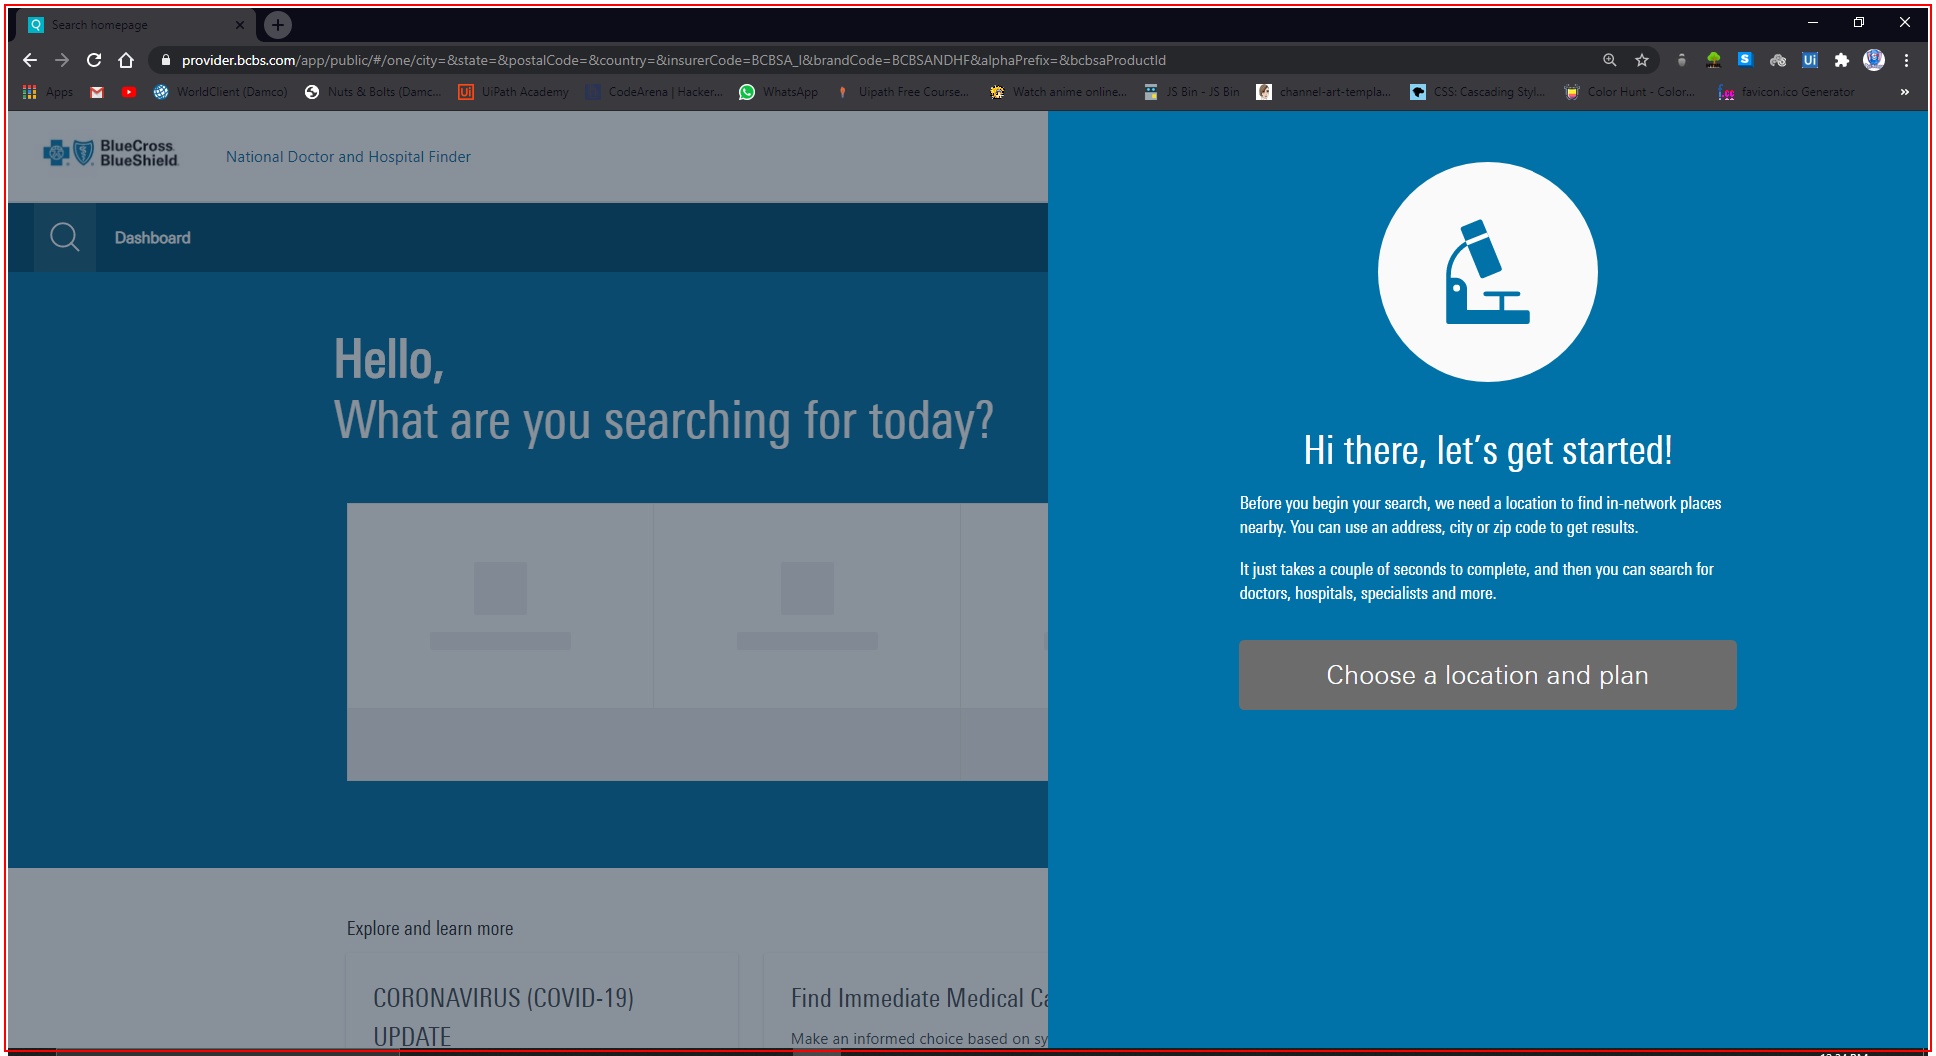 Search homepage
provider.bcbs.com/app/public/#/one/city=&state=&postalCode=&country=&insurerCode=BCBSA_I&brandCode=BCBSANDHF&alphaPrefix=&bcbsaProductId
Apps WorldClient (Damco) Nuts & Bolts (Damc... UiPath Academy CodeArena | Hacker... WhatsApp Uipath Free Course... Watch anime online... JS Bin - JS Bin channel-art-templa... CSS: Cascading Styl... Color Hunt - Color... favicon.ico Generator »
BlueCross
BlueShield
National Doctor and Hospital Finder
Dashboard
Hello,
What are you searching for today?
Explore and learn more
CORONAVIRUS (COVID-19)
UPDATE
Find Immediate Medical Ca
Make an informed choice based on sy
Hi there, let’s get started!
Before you begin your search, we need a location to find in-network places
nearby. You can use an address, city or zip code to get results.
It just takes a couple of seconds to complete, and then you can search for
doctors, hospitals, specialists and more.
Choose a location and plan